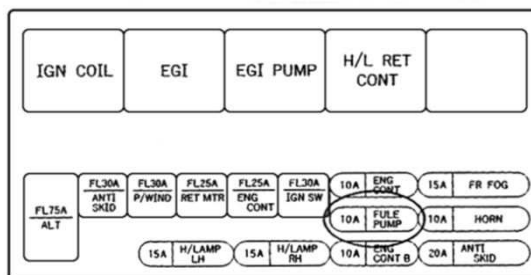 IGN COIL
EGI
EGI PUMP
H/L RET
CONT
FL75A
ALT
FL30A
ANTI
SKID
FL30A
P/WIND
FL25A
RET MTR
FL25A
ENG
CONT
FL30A
IGN SW
10A ENG
CONT
15A FR FOG
10A FULE
PUMP
10A HORN
15A H/LAMP
LH
15A H/LAMP
RH
10A ENG
CONT B
20A ANTI
SKID